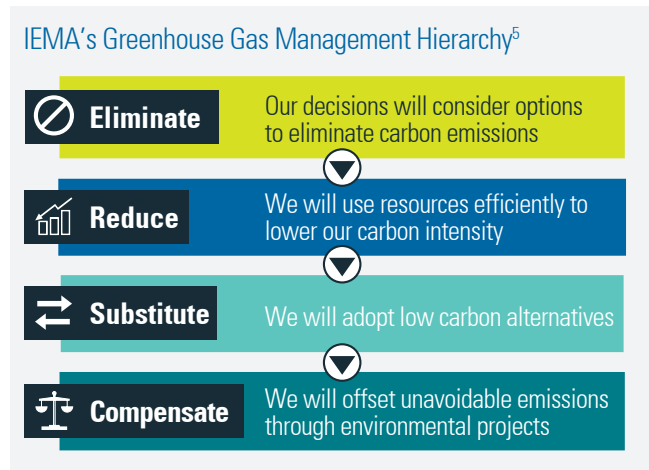 IEMA's Greenhouse Gas Management Hierarchy⁵
Eliminate
Our decisions will consider options
to eliminate carbon emissions
Reduce
We will use resources efficiently to
lower our carbon intensity
Substitute
We will adopt low carbon alternatives
Compensate
We will offset unavoidable emissions
through environmental projects